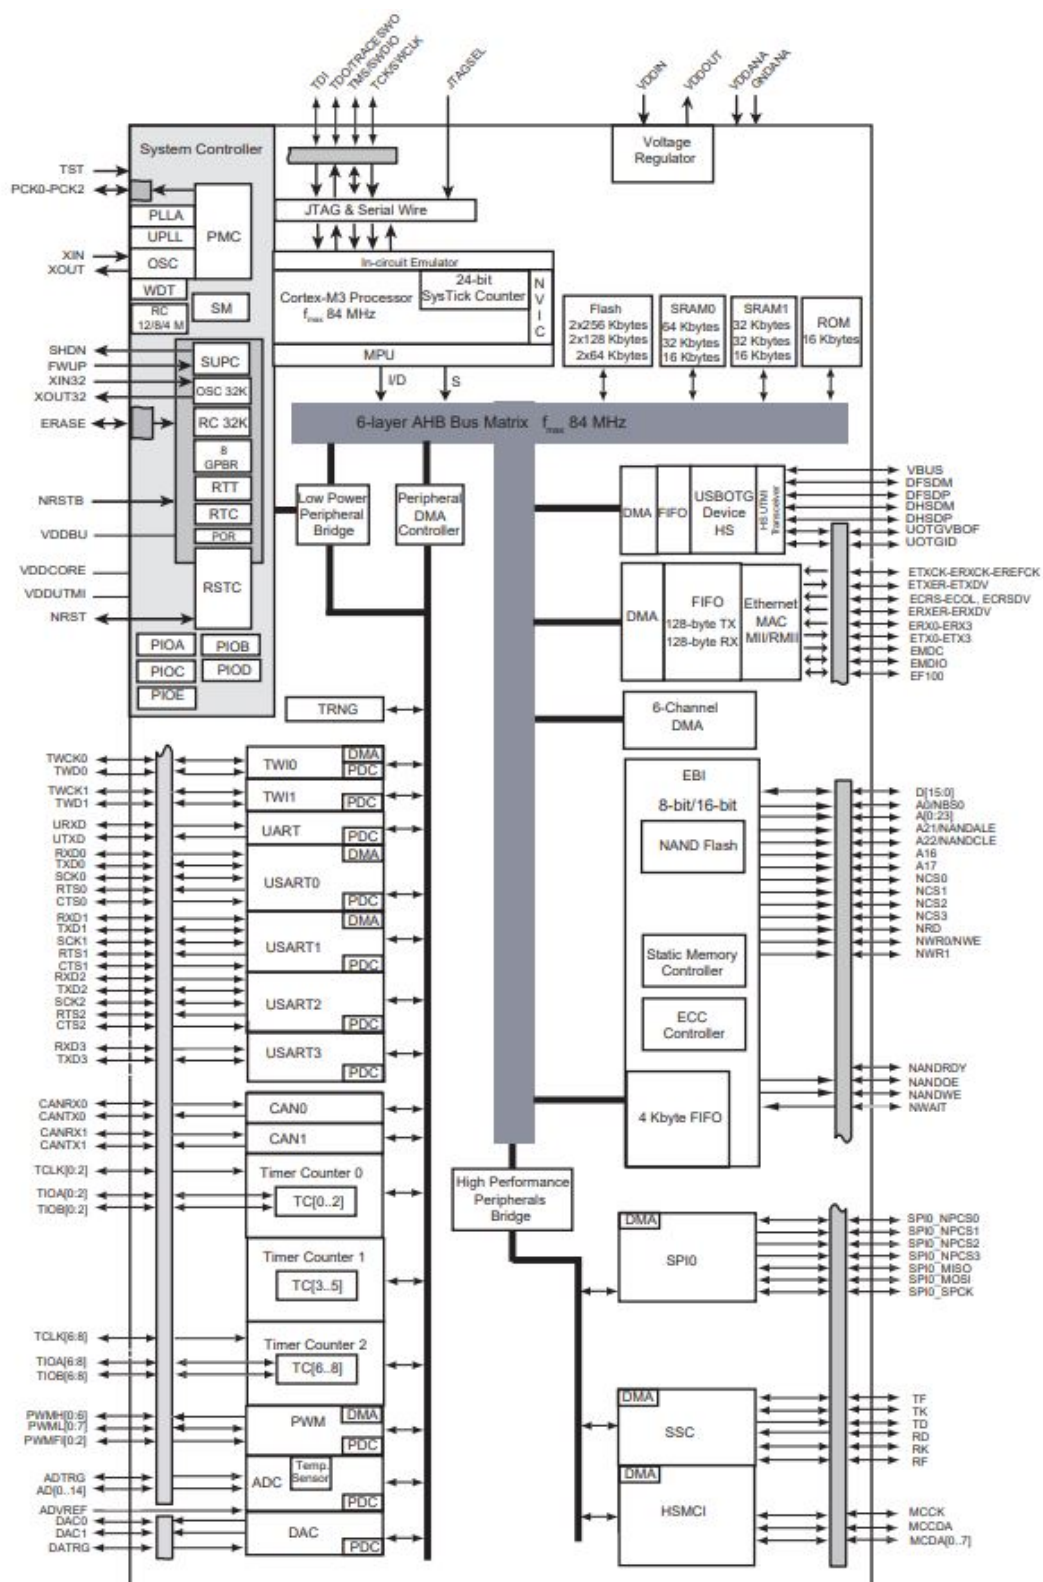 TDI
TDO/TRACESWO
TMS/SWDIO
TCK/SWCLK
JTAGSEL
VDDIN
VDDOUT
VDDANA
GNDANA
System Controller
Voltage
Regulator
TST
PCK0-PCK2
PLLA
UPLL
PMC
JTAG & Serial Wire
XIN
XOUT
OSC
WDT
RC
12/8/4 M
SM
In-circuit Emulator
Cortex-M3 Processor
fmax 84 MHz
24-bit
SysTick Counter
N
V
I
C
MPU
I/D
S
Flash
2x256 Kbytes
2x128 Kbytes
2x64 Kbytes
SRAM0
64 Kbytes
32 Kbytes
16 Kbytes
SRAM1
32 Kbytes
32 Kbytes
16 Kbytes
ROM
16 Kbytes
SHDN
FWUP
XIN32
XOUT32
ERASE
NRSTB
VDDBU
VDDCORE
VDDUTMI
NRST
SUPC
OSC 32K
RC 32K
8
GPBR
RTT
RTC
POR
RSTC
PIOA
PIOB
PIOC
PIOD
PIOE
6-layer AHB Bus Matrix fmax 84 MHz
Low Power
Peripheral
Bridge
Peripheral
DMA
Controller
DMA
FIFO
USBOTG
Device
HS
HS UTMI
Transceiver
VBUS
DFSDM
DFSDP
DHSDM
DHSDP
UOTGVBOF
UOTGID
DMA
FIFO
128-byte TX
128-byte RX
Ethernet
MAC
MII/RMII
ETXCK-ERXCK-EREFCK
ETXER-ETXDV
ECRS-ECOL, ECRSDV
ERXER-ERXDV
ERX0-ERX3
ETX0-ETX3
EMDC
EMDIO
EF100
TRNG
6-Channel
DMA
TWCK0
TWD0
TWI0
DMA
PDC
TWCK1
TWD1
TWI1
PDC
URXD
UTXD
UART
PDC
RXD0
TXD0
SCK0
RTS0
CTS0
USART0
DMA
PDC
RXD1
TXD1
SCK1
RTS1
CTS1
USART1
DMA
PDC
RXD2
TXD2
SCK2
RTS2
CTS2
USART2
PDC
RXD3
TXD3
USART3
PDC
EBI
8-bit/16-bit
NAND Flash
Static Memory
Controller
ECC
Controller
4 Kbyte FIFO
D[15:0]
A0/NBS0
A[0:23]
A21/NANDALE
A22/NANDCLE
A16
A17
NCS0
NCS1
NCS2
NCS3
NRD
NWR0/NWE
NWR1
NANDRDY
NANDOE
NANDWE
NWAIT
CANRX0
CANTX0
CAN0
CANRX1
CANTX1
CAN1
TCLK[0:2]
TIOA[0:2]
TIOB[0:2]
Timer Counter 0
TC[0..2]
Timer Counter 1
TC[3..5]
TCLK[6:8]
TIOA[6:8]
TIOB[6:8]
Timer Counter 2
TC[6..8]
High Performance
Peripherals
Bridge
DMA
SPI0
SPI0_NPCS0
SPI0_NPCS1
SPI0_NPCS2
SPI0_NPCS3
SPI0_MISO
SPI0_MOSI
SPI0_SPCK
PWMH[0:6]
PWML[0:7]
PWMFI[0:2]
PWM
DMA
PDC
DMA
SSC
TF
TK
TD
RD
RK
RF
ADTRG
AD[0..14]
ADVREF
ADC
Temp.
Sensor
PDC
DMA
HSMCI
MCCK
MCCDA
MCDA[0..7]
DAC0
DAC1
DATRG
DAC
PDC